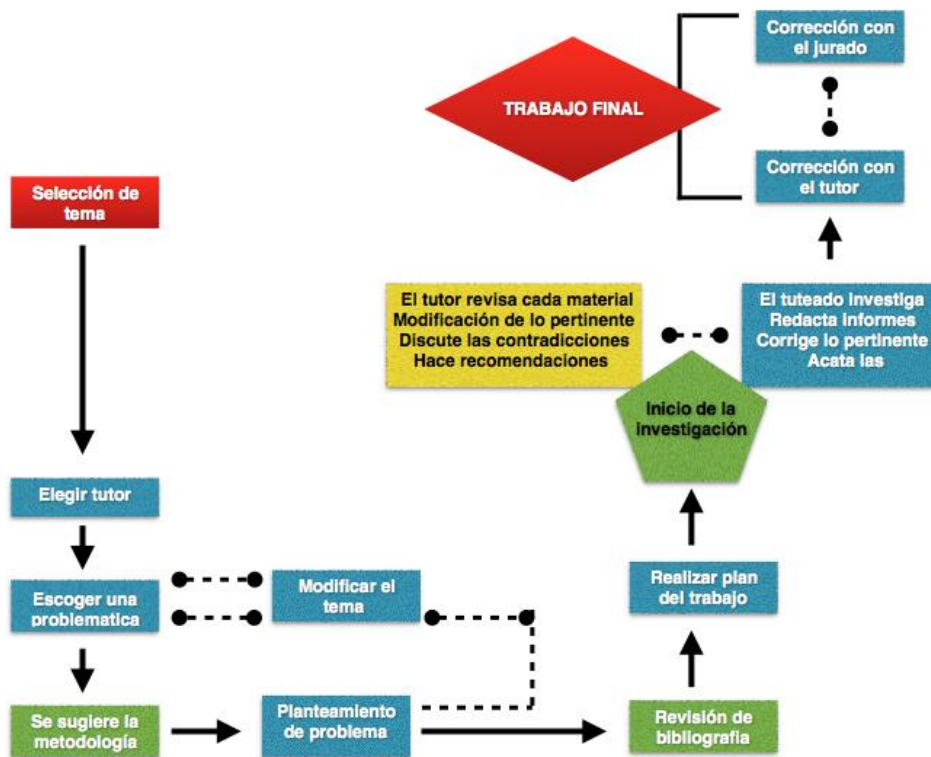 Corrección con
el jurado
TRABAJO FINAL
Corrección con
el tutor
Selección de
tema
El tutor revisa cada material
Modificación de lo pertinente
Discute las contradicciones
Hace recomendaciones
El tuteado investiga
Redacta informes
Corrige lo pertinente
Acata las
Inicio de la
investigación
Elegir tutor
Escoger una
problematica
Modificar el
tema
Realizar plan
del trabajo
Se sugiere la
metodología
Planteamiento
de problema
Revisión de
bibliografia